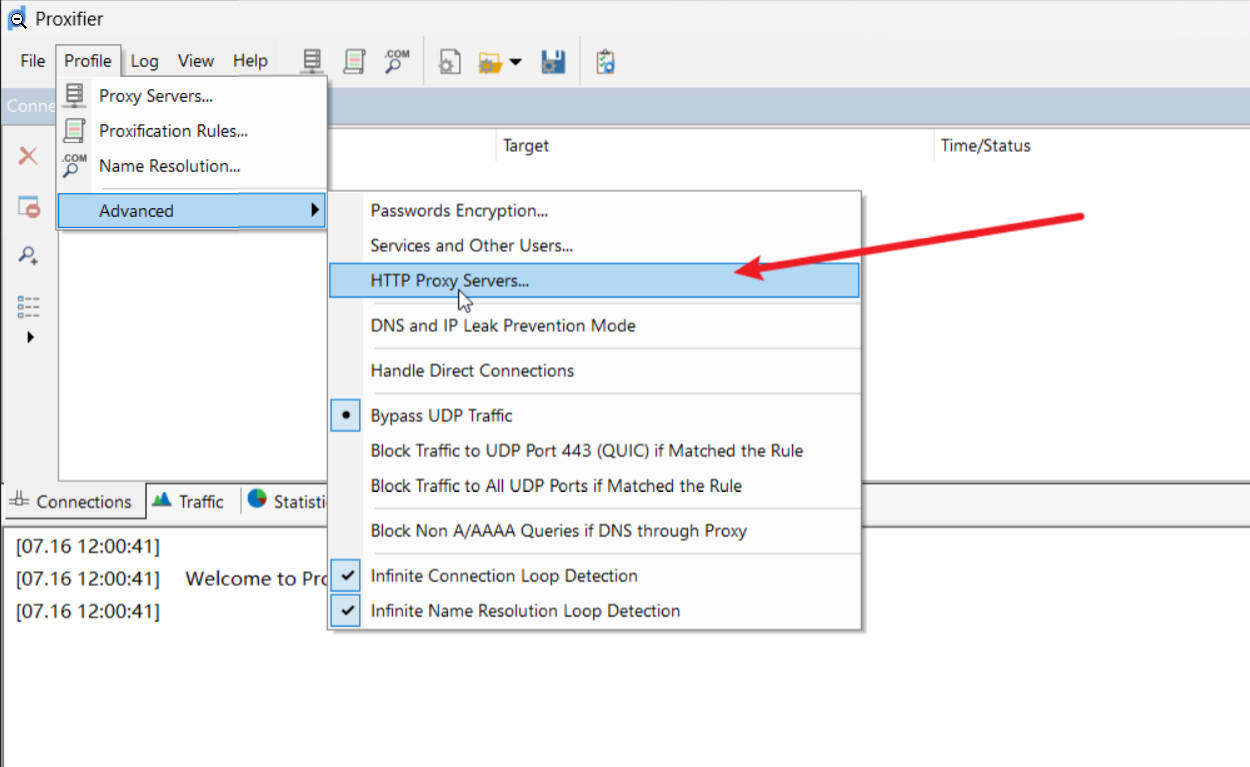 Proxifier
File Profile Log View Help .COM
Conne
Proxy Servers...
Proxification Rules...
.COM Name Resolution...
Advanced
Target Time/Status
Passwords Encryption...
Services and Other Users...
HTTP Proxy Servers...
DNS and IP Leak Prevention Mode
Handle Direct Connections
Bypass UDP Traffic
Block Traffic to UDP Port 443 (QUIC) if Matched the Rule
Block Traffic to All UDP Ports if Matched the Rule
Block Non A/AAAA Queries if DNS through Proxy
Infinite Connection Loop Detection
Infinite Name Resolution Loop Detection
Connections Traffic Statisti
[07.16 12:00:41]
[07.16 12:00:41] Welcome to Pro
[07.16 12:00:41]